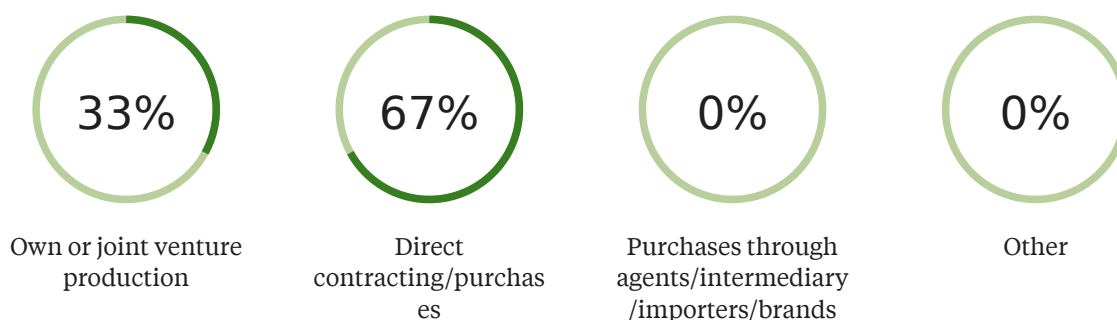 33%
67%
0%
0%
Own or joint venture
production
Direct
contracting/purchas
es
Purchases through
agents/intermediary
/importers/brands
Other